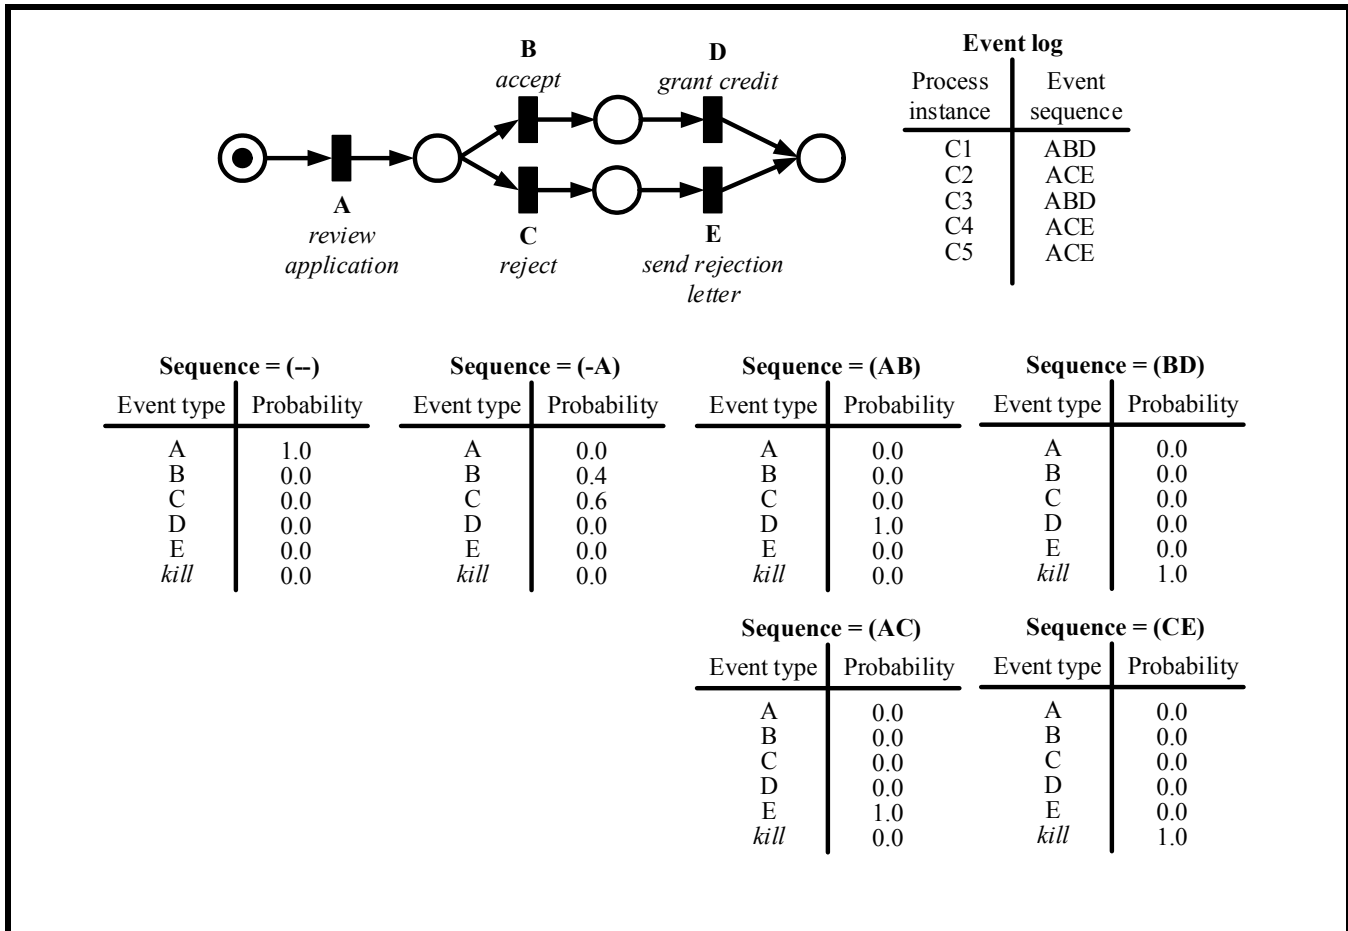 B
accept
D
grant credit
A
review
application
C
reject
E
send rejection
letter
Event log
Process instance Event sequence
C1 ABD
C2 ACE
C3 ABD
C4 ACE
C5 ACE
Sequence = (--)
Event type Probability
A 1.0
B 0.0
C 0.0
D 0.0
E 0.0
kill 0.0
Sequence = (-A)
Event type Probability
A 0.0
B 0.4
C 0.6
D 0.0
E 0.0
kill 0.0
Sequence = (AB)
Event type Probability
A 0.0
B 0.0
C 0.0
D 1.0
E 0.0
kill 0.0
Sequence = (BD)
Event type Probability
A 0.0
B 0.0
C 0.0
D 0.0
E 0.0
kill 1.0
Sequence = (AC)
Event type Probability
A 0.0
B 0.0
C 0.0
D 0.0
E 1.0
kill 0.0
Sequence = (CE)
Event type Probability
A 0.0
B 0.0
C 0.0
D 0.0
E 0.0
kill 1.0